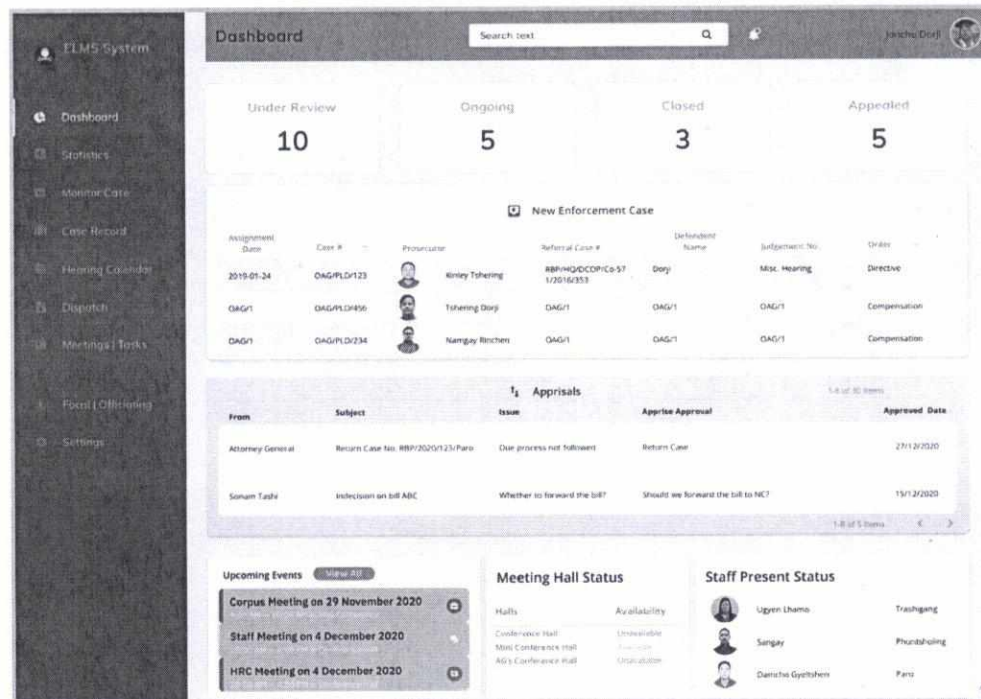 ELMS System
Dashboard
Search text
Jonchu Dorji
Dashboard
Statistics
Monitor Case
Case Record
Hearing Calendar
Dispatch
Meetings | Tasks
Focal | Officiating
Settings
Under Review
Ongoing
Closed
Appealed
10
5
3
5
New Enforcement Case
Assignment Date
Case #
Prosecutor
Referral Case #
Defendent Name
Judgement No.
Order
2019-01-24
OAG/PLD/123
Kinley Tshering
RBP/HQ/DCDP/Co-57
1/2016/353
Dorji
Misc. Hearing
Directive
OAG/1
OAG/PLD/456
Tshering Dorji
OAG/1
OAG/1
OAG/1
Compensation
OAG/1
OAG/PLD/234
Namgay Rinchen
OAG/1
OAG/1
OAG/1
Compensation
Apprisals
From
Subject
Issue
Apprise Approval
Approved Date
Attorney General
Return Case No. RBP/2020/123/Paro
Due process not followed
Return Case
27/12/2020
Sonam Tashi
Indecision on bill ABC
Whether to forward the bill?
Should we forward the bill to NC?
15/12/2020
1-8 of 5 items
Upcoming Events
View All
Corpus Meeting on 29 November 2020
Staff Meeting on 4 December 2020
HRC Meeting on 4 December 2020
Meeting Hall Status
Halls
Availability
Conference Hall
Unavailable
Mini Conference Hall
AG's Conference Hall
Unavailable
Staff Present Status
Ugyen Lhamo
Trashigang
Sangay
Phuntsholing
Damcho Gyeltshen
Paro